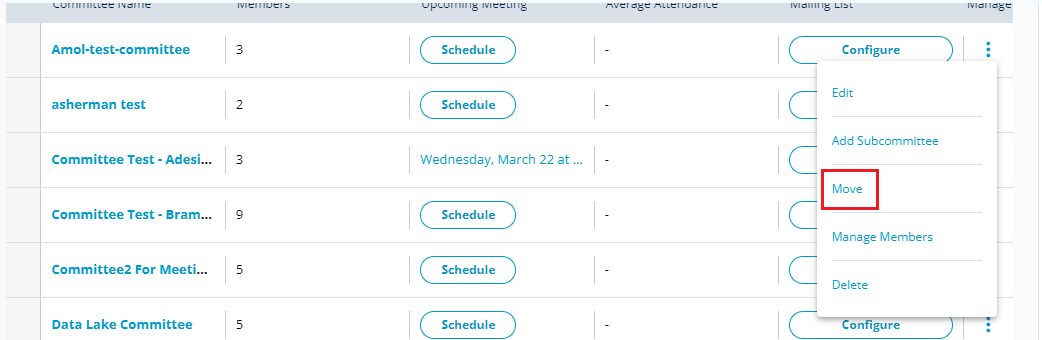 Committee Name Members Upcoming Meeting Average Attendance Mailing List Manage
Amol-test-committee 3 Schedule - Configure
asherman test 2 Schedule -
Edit
Add Subcommittee
Committee Test - Adesi... 3 Wednesday, March 22 at ... -
Move
Committee Test - Bram... 9 Schedule -
Manage Members
Committee2 For Meeti... 5 Schedule -
Delete
Data Lake Committee 5 Schedule - Configure